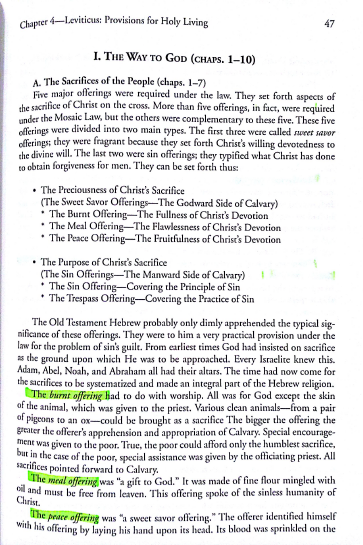 Chapter 4—Leviticus: Provisions for Holy Living 47
I. The Way to God (chaps. 1–10)
A. The Sacrifices of the People (chaps. 1–7)
Five major offerings were required under the law. They set forth aspects of
the sacrifice of Christ on the cross. More than five offerings, in fact, were required
under the Mosaic Law, but the others were complementary to these five. These five
offerings were divided into two main types. The first three were called sweet savor
offerings; they were fragrant because they set forth Christ's willing devotedness to
the divine will. The last two were sin offerings; they typified what Christ has done
to obtain forgiveness for men. They can be set forth thus:
• The Preciousness of Christ's Sacrifice
(The Sweet Savor Offerings—The Godward Side of Calvary)
* The Burnt Offering—The Fullness of Christ's Devotion
* The Meal Offering—The Flawlessness of Christ's Devotion
* The Peace Offering—The Fruitfulness of Christ's Devotion
• The Purpose of Christ's Sacrifice
(The Sin Offerings—The Manward Side of Calvary)
* The Sin Offering—Covering the Principle of Sin
* The Trespass Offering—Covering the Practice of Sin
The Old Testament Hebrew probably only dimly apprehended the typical sig-
nificance of these offerings. They were to him a very practical provision under the
law for the problem of sin's guilt. From earliest times God had insisted on sacrifice
as the ground upon which He was to be approached. Every Israelite knew this.
Adam, Abel, Noah, and Abraham all had their altars. The time had now come for
the sacrifices to be systematized and made an integral part of the Hebrew religion.
The burnt offering had to do with worship. All was for God except the skin
of the animal, which was given to the priest. Various clean animals—from a pair
of pigeons to an ox—could be brought as a sacrifice The bigger the offering the
greater the offerer's apprehension and appropriation of Calvary. Special encourage-
ment was given to the poor. True, the poor could afford only the humblest sacrifice,
but in the case of the poor, special assistance was given by the officiating priest. All
sacrifices pointed forward to Calvary.
The meal offering was “a gift to God.” It was made of fine flour mingled with
oil and must be free from leaven. This offering spoke of the sinless humanity of
Christ.
The peace offering was “a sweet savor offering.” The offerer identified himself
with his offering by laying his hand upon its head. Its blood was sprinkled on the